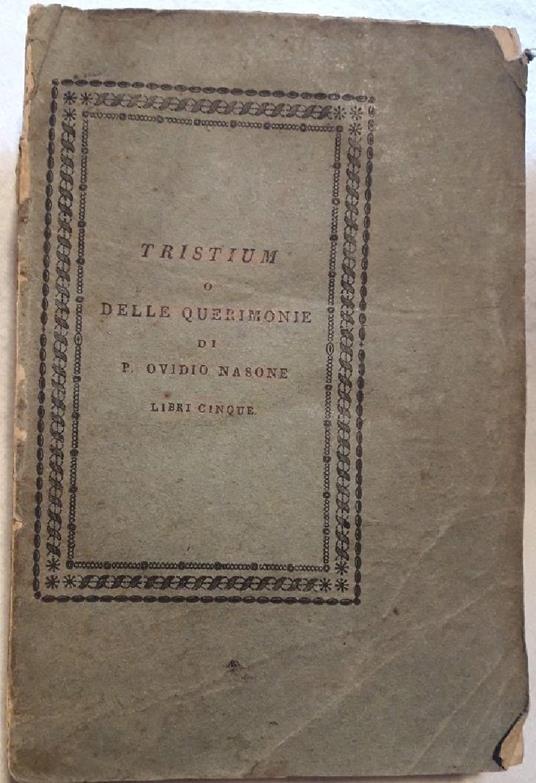 TRISTIUM
O
DELLE QUERIMONIE
DI
P. OVIDIO NASONE
LIBRI CINQUE.